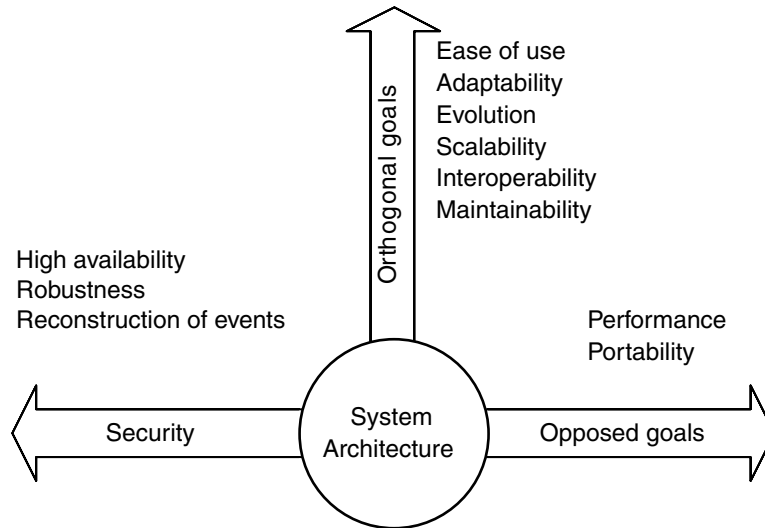 Ease of use
Adaptability
Evolution
Scalability
Interoperability
Maintainability
Orthogonal goals
High availability
Robustness
Reconstruction of events
Performance
Portability
Security
System
Architecture
Opposed goals